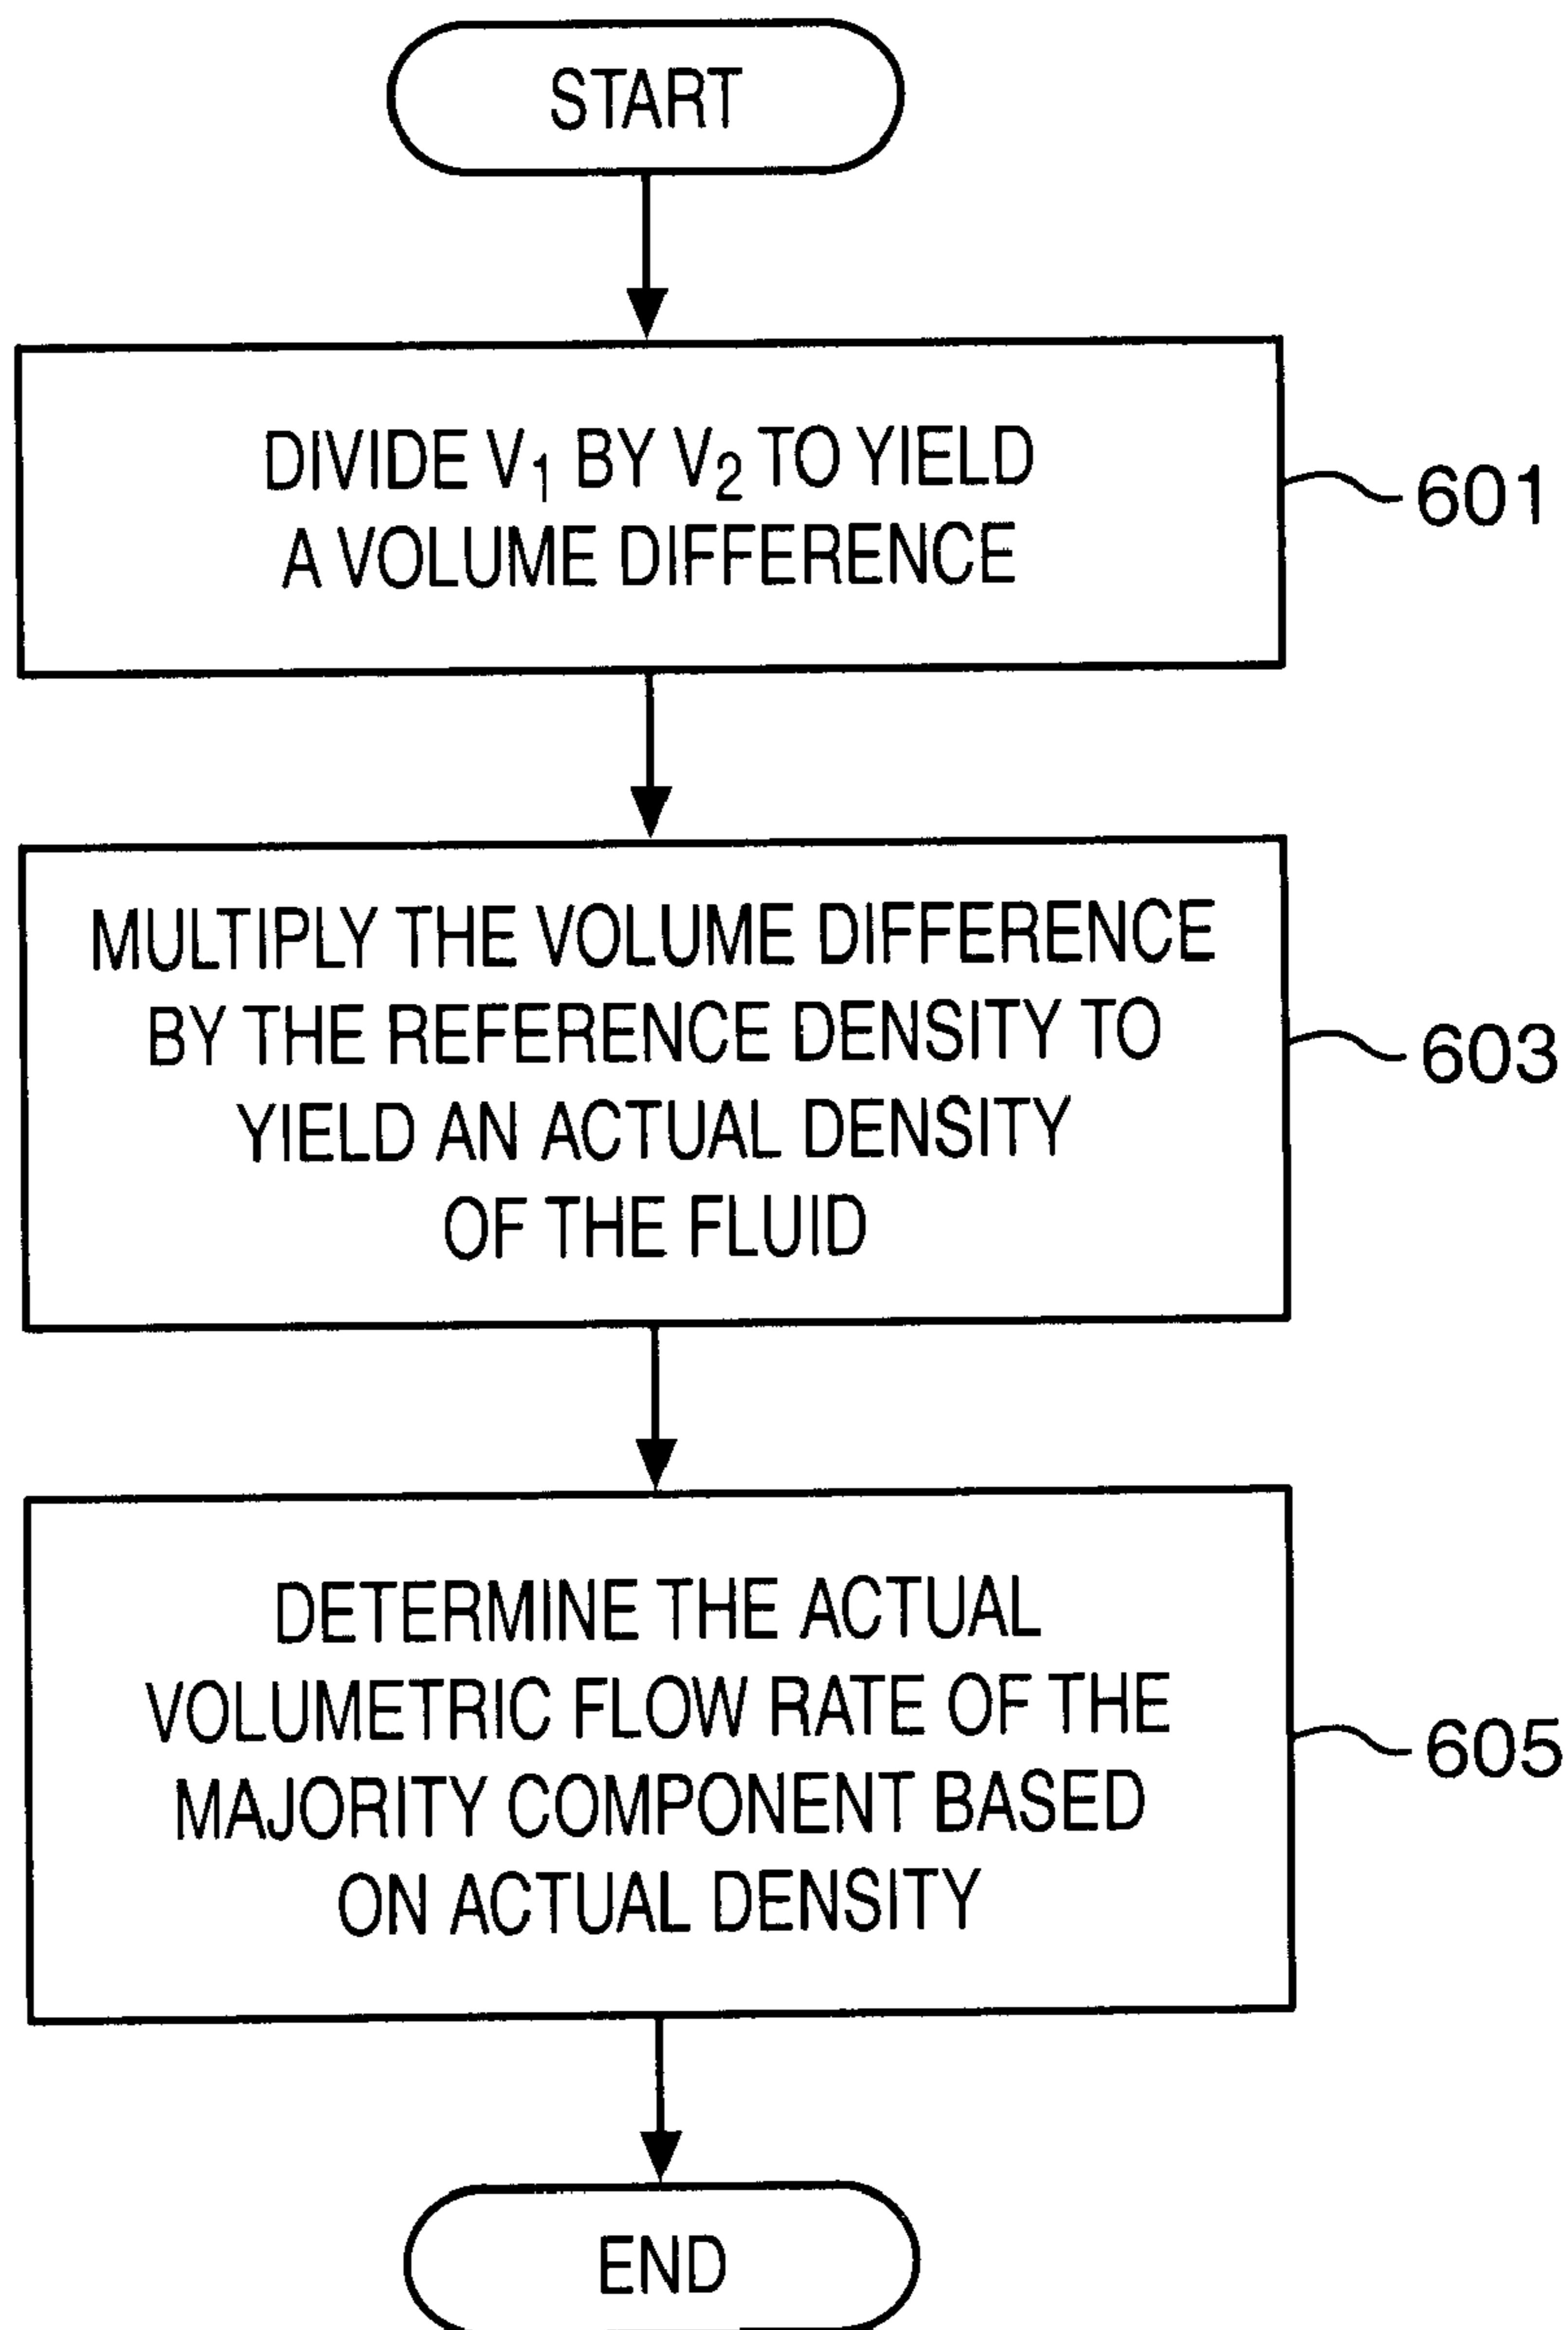 START
DIVIDE V₁ BY V₂ TO YIELD
A VOLUME DIFFERENCE
601
MULTIPLY THE VOLUME DIFFERENCE
BY THE REFERENCE DENSITY TO
YIELD AN ACTUAL DENSITY
OF THE FLUID
603
DETERMINE THE ACTUAL
VOLUMETRIC FLOW RATE OF THE
MAJORITY COMPONENT BASED
ON ACTUAL DENSITY
605
END